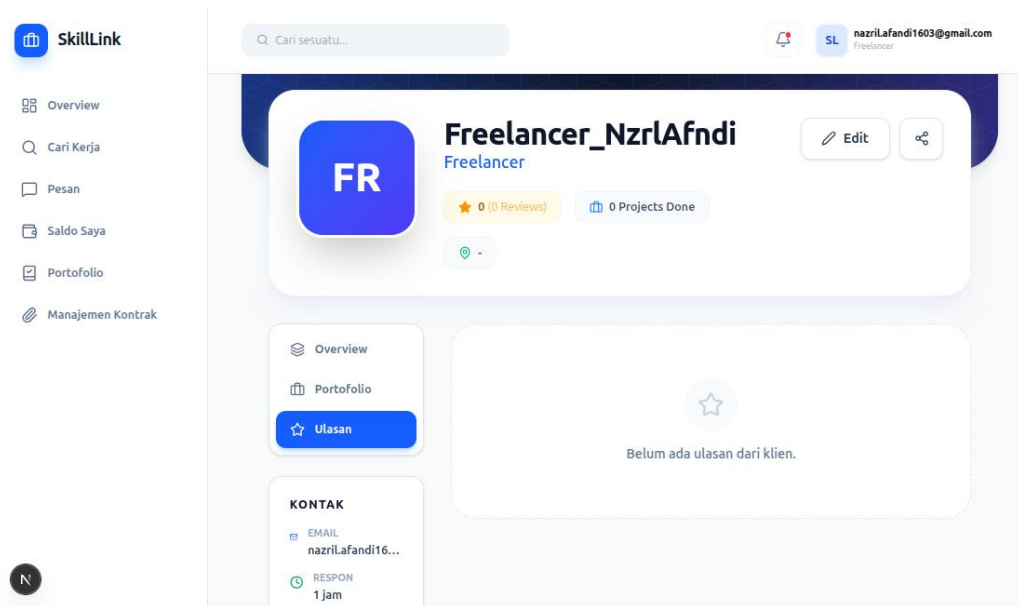 SkillLink
Cari sesuatu...
SL
nazril.afandi1603@gmail.com
Freelancer
Overview
Cari Kerja
Pesan
Saldo Saya
Portofolio
Manajemen Kontrak
FR
Freelancer_NzrlAfndi
Freelancer
Edit
0 (0 Reviews)
0 Projects Done
-
Overview
Portofolio
Ulasan
Belum ada ulasan dari klien.
KONTAK
EMAIL
nazril.afandi16...
RESPON
1 jam
N